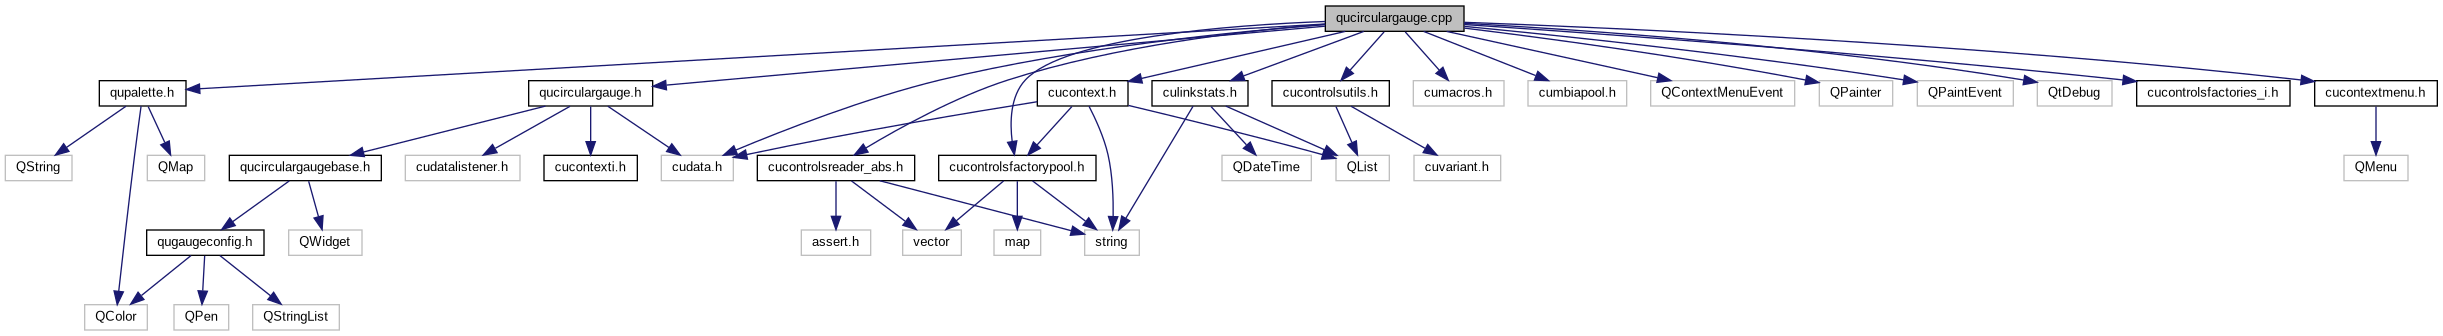 qucirculargauge.cpp
qupalette.h
qucirculargauge.h
cucontext.h
culinkstats.h
cucontrolsutils.h
cumacros.h
cumbiapool.h
QContextMenuEvent
QPainter
QPaintEvent
QtDebug
cucontrolsfactories_i.h
cucontextmenu.h
QString
QMap
qucirculargaugebase.h
cudatalistener.h
cucontexti.h
cudata.h
cucontrolsreader_abs.h
cucontrolsfactorypool.h
QDateTime
QList
cuvariant.h
QMenu
qugaugeconfig.h
QWidget
assert.h
vector
map
string
QColor
QPen
QStringList